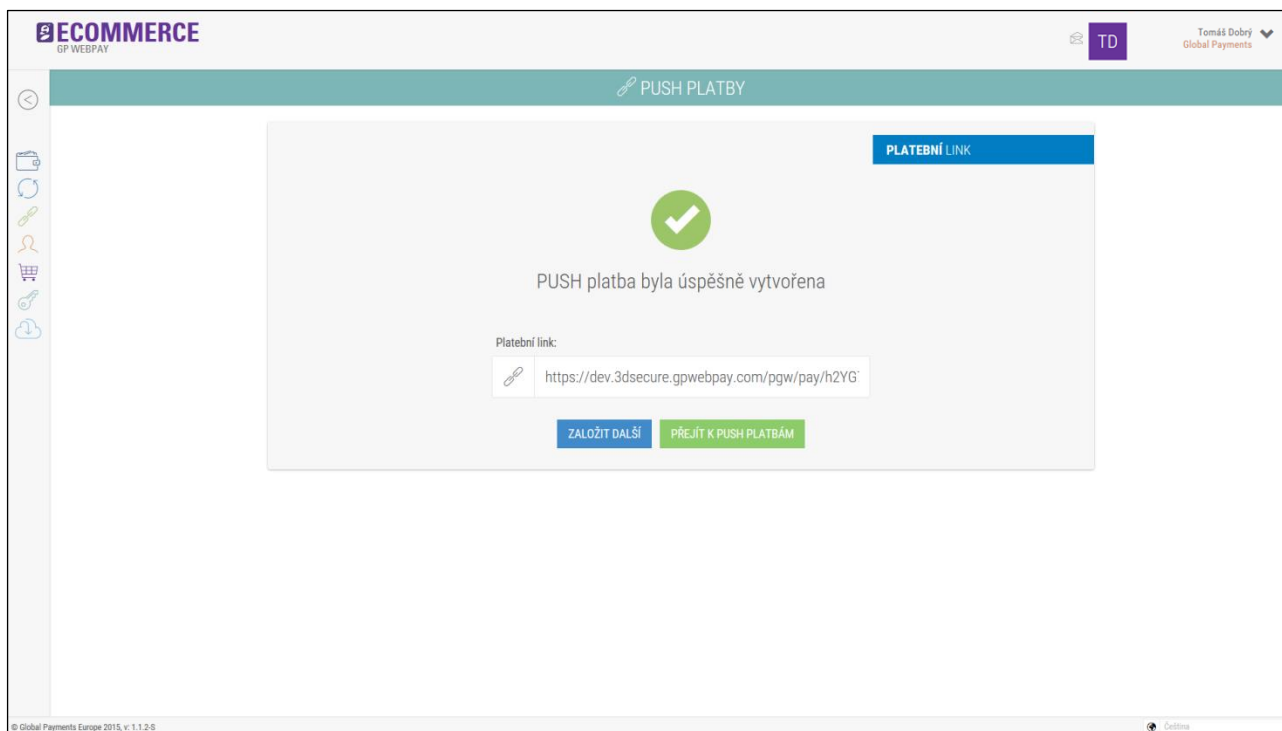 ECOMMERCE
GP WEBPAY
TD
Tomáš Dobrý
Global Payments
PUSH PLATBY
PLATEBNÍ LINK
PUSH platba byla úspěšně vytvořena
Platební link:
https://dev.3dsecure.gpwebpay.com/pgw/pay/h2YG
ZALOŽIT DALŠÍ
PŘEJÍT K PUSH PLATBÁM
© Global Payments Europe 2015, v: 1.1.2-S
Čeština